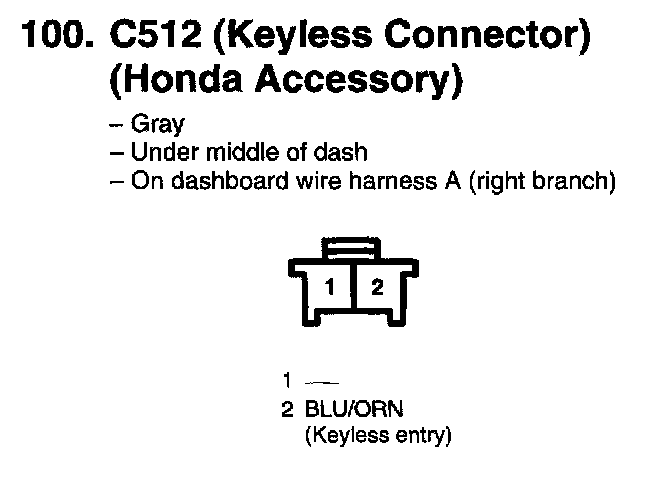 100. C512 (Keyless Connector)
(Honda Accessory)
– Gray
– Under middle of dash
– On dashboard wire harness A (right branch)
1 2
1 —
2 BLU/ORN
(Keyless entry)